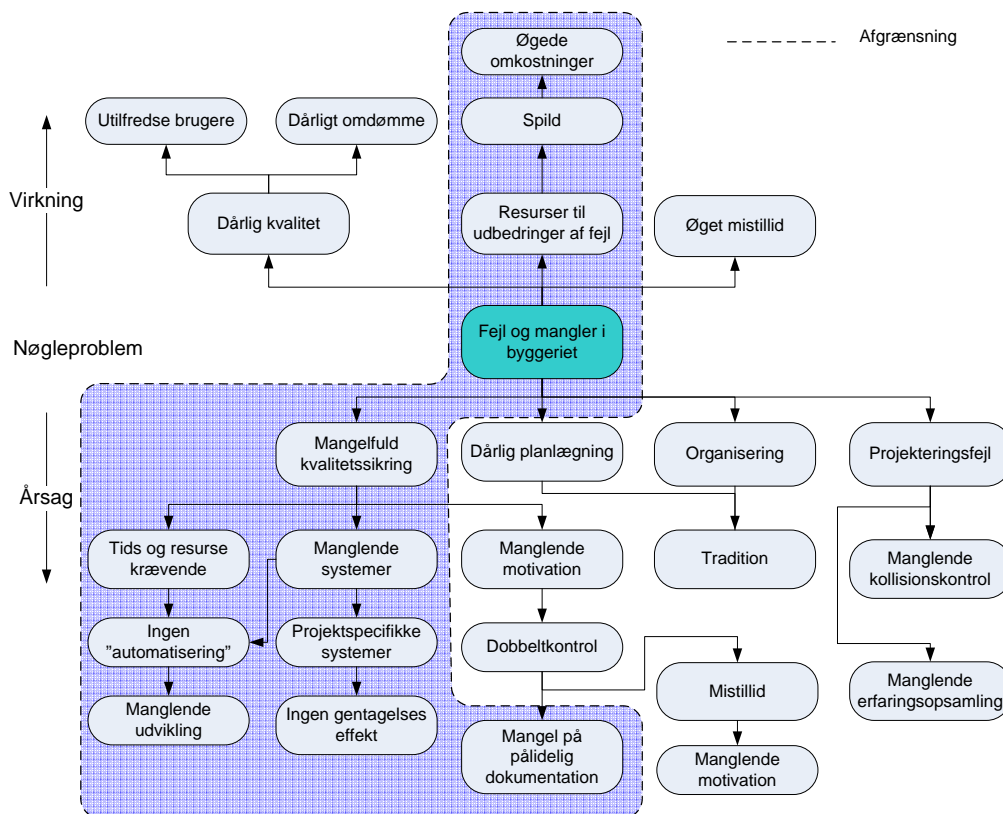 Øgede
omkostninger
Afgrænsning
Utilfredse brugere
Dårligt omdømme
Spild
Virkning
Dårlig kvalitet
Resurser til
udbedringer af fejl
Øget mistillid
Fejl og mangler i
byggeriet
Nøgleproblem
Mangelfuld
kvalitetssikring
Dårlig planlægning
Organisering
Projekteringsfejl
Årsag
Tids og resurse
krævende
Manglende
systemer
Manglende
motivation
Tradition
Manglende
kollisionskontrol
Ingen
”automatisering”
Projektspecifikke
systemer
Dobbeltkontrol
Manglende
udvikling
Ingen gentagelses
effekt
Mangel på
pålidelig
dokumentation
Mistillid
Manglende
erfaringsopsamling
Manglende
motivation